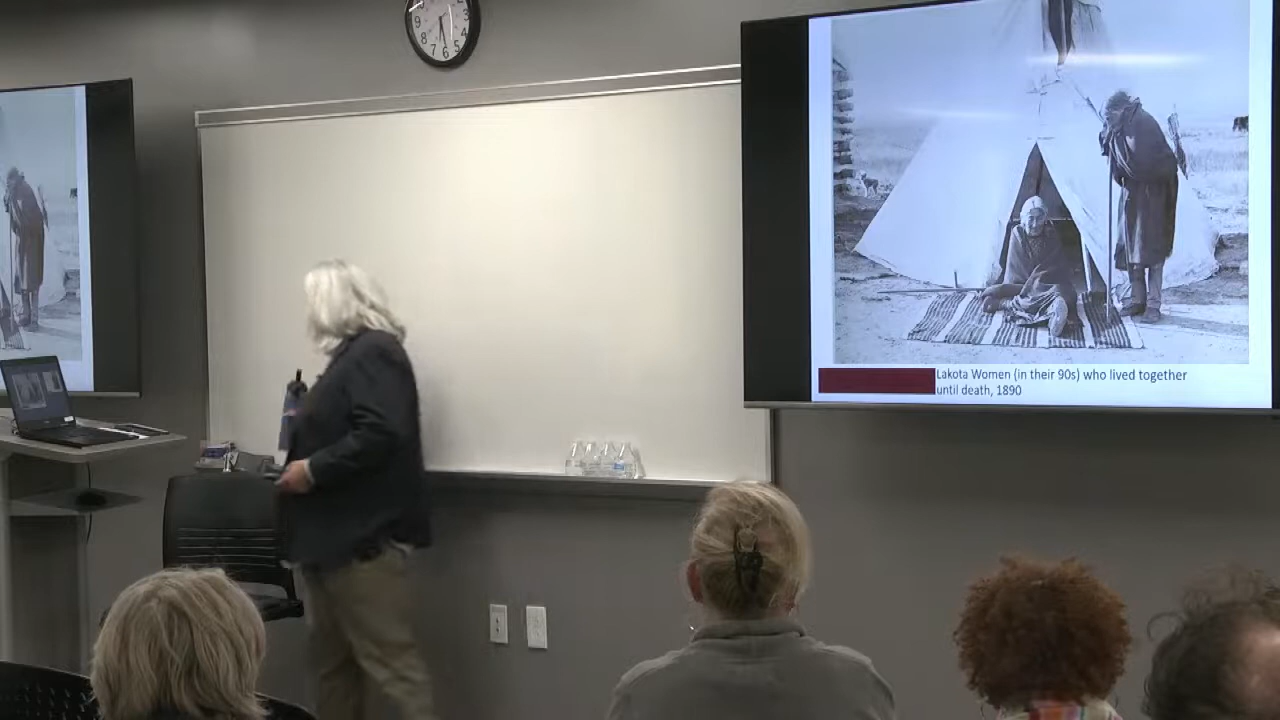 Lakota Women (in their 90s) who lived together
until death, 1890